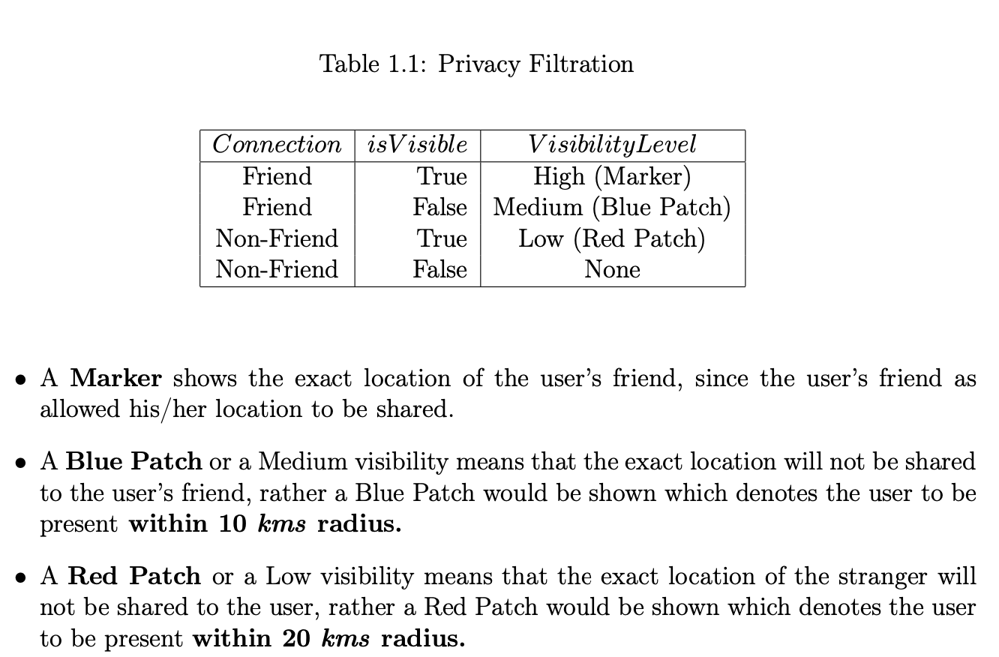 Table 1.1: Privacy Filtration
Connection isVisible VisibilityLevel
Friend True High (Marker)
Friend False Medium (Blue Patch)
Non-Friend True Low (Red Patch)
Non-Friend False None
• A Marker shows the exact location of the user's friend, since the user's friend as
allowed his/her location to be shared.
• A Blue Patch or a Medium visibility means that the exact location will not be shared
to the user's friend, rather a Blue Patch would be shown which denotes the user to be
present within 10 kms radius.
• A Red Patch or a Low visibility means that the exact location of the stranger will
not be shared to the user, rather a Red Patch would be shown which denotes the user
to be present within 20 kms radius.